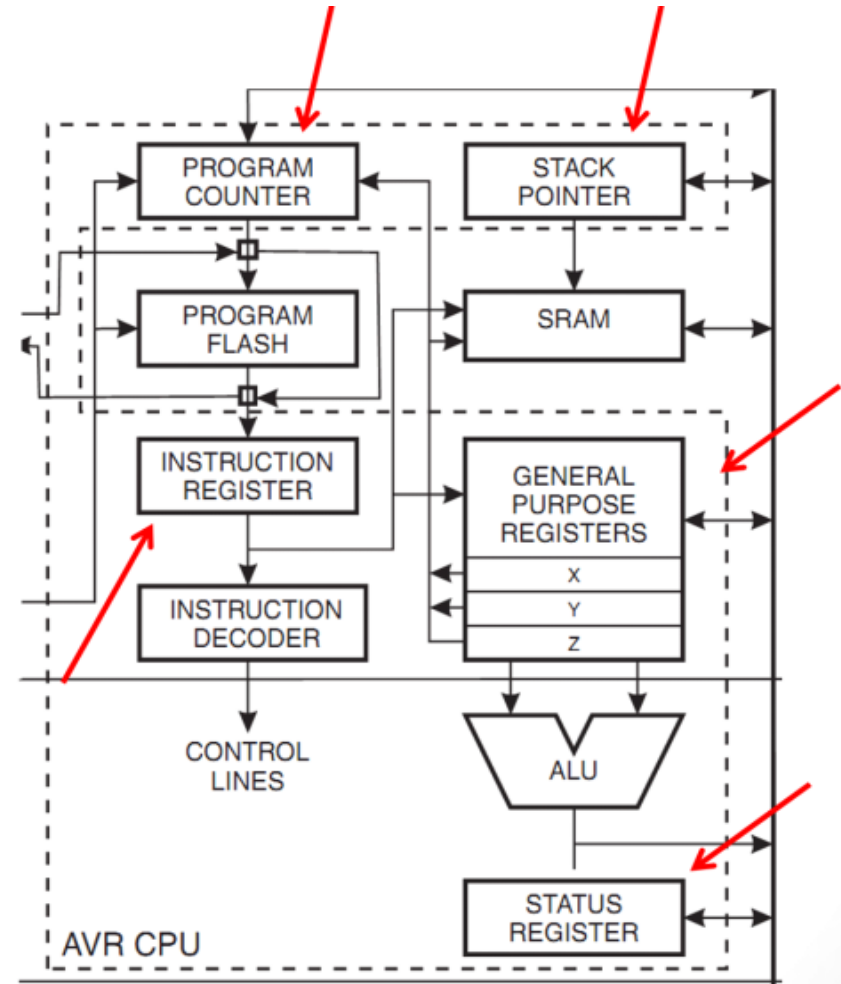 PROGRAM
COUNTER
STACK
POINTER
PROGRAM
FLASH
SRAM
INSTRUCTION
REGISTER
GENERAL
PURPOSE
REGISTERS
X
Y
Z
INSTRUCTION
DECODER
CONTROL
LINES
ALU
STATUS
REGISTER
AVR CPU